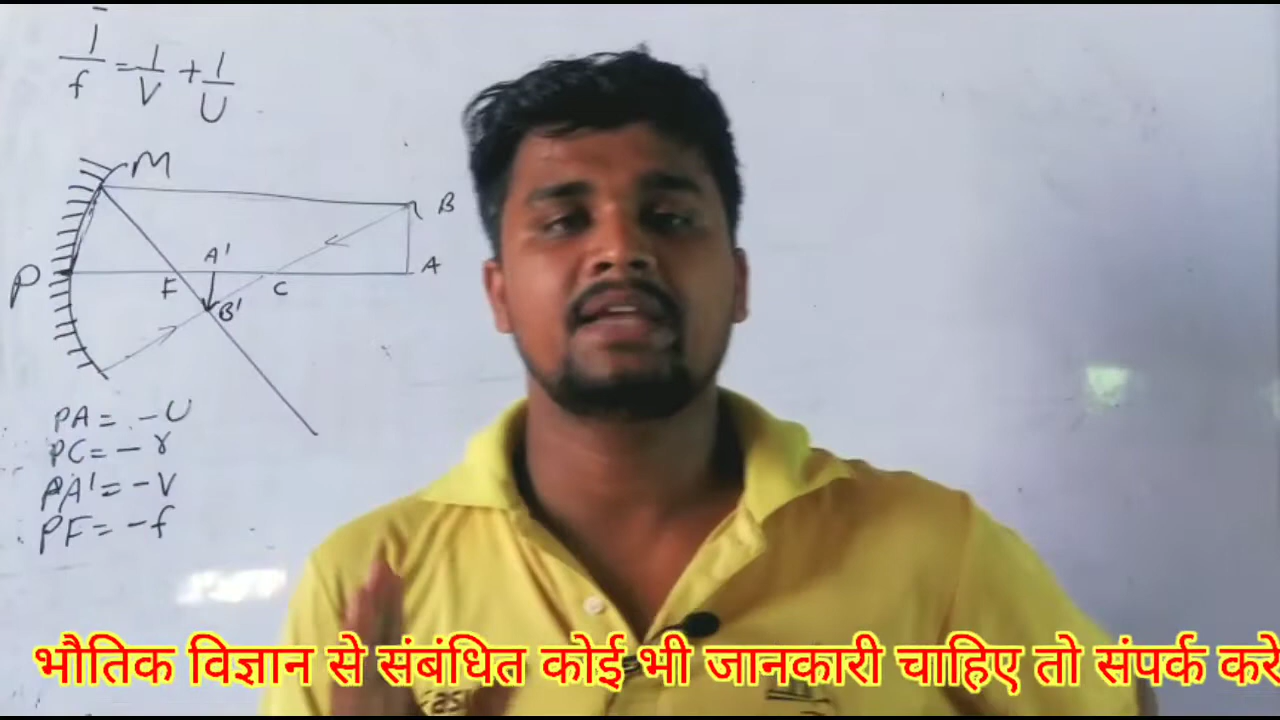 1/f = 1/V + 1/U
M
B
A'
A
P
F
C
B'
PA = -U
PC = -r
PA' = -V
PF = -f
भौतिक विज्ञान से संबंधित कोई भी जानकारी चाहिए तो संपर्क करे